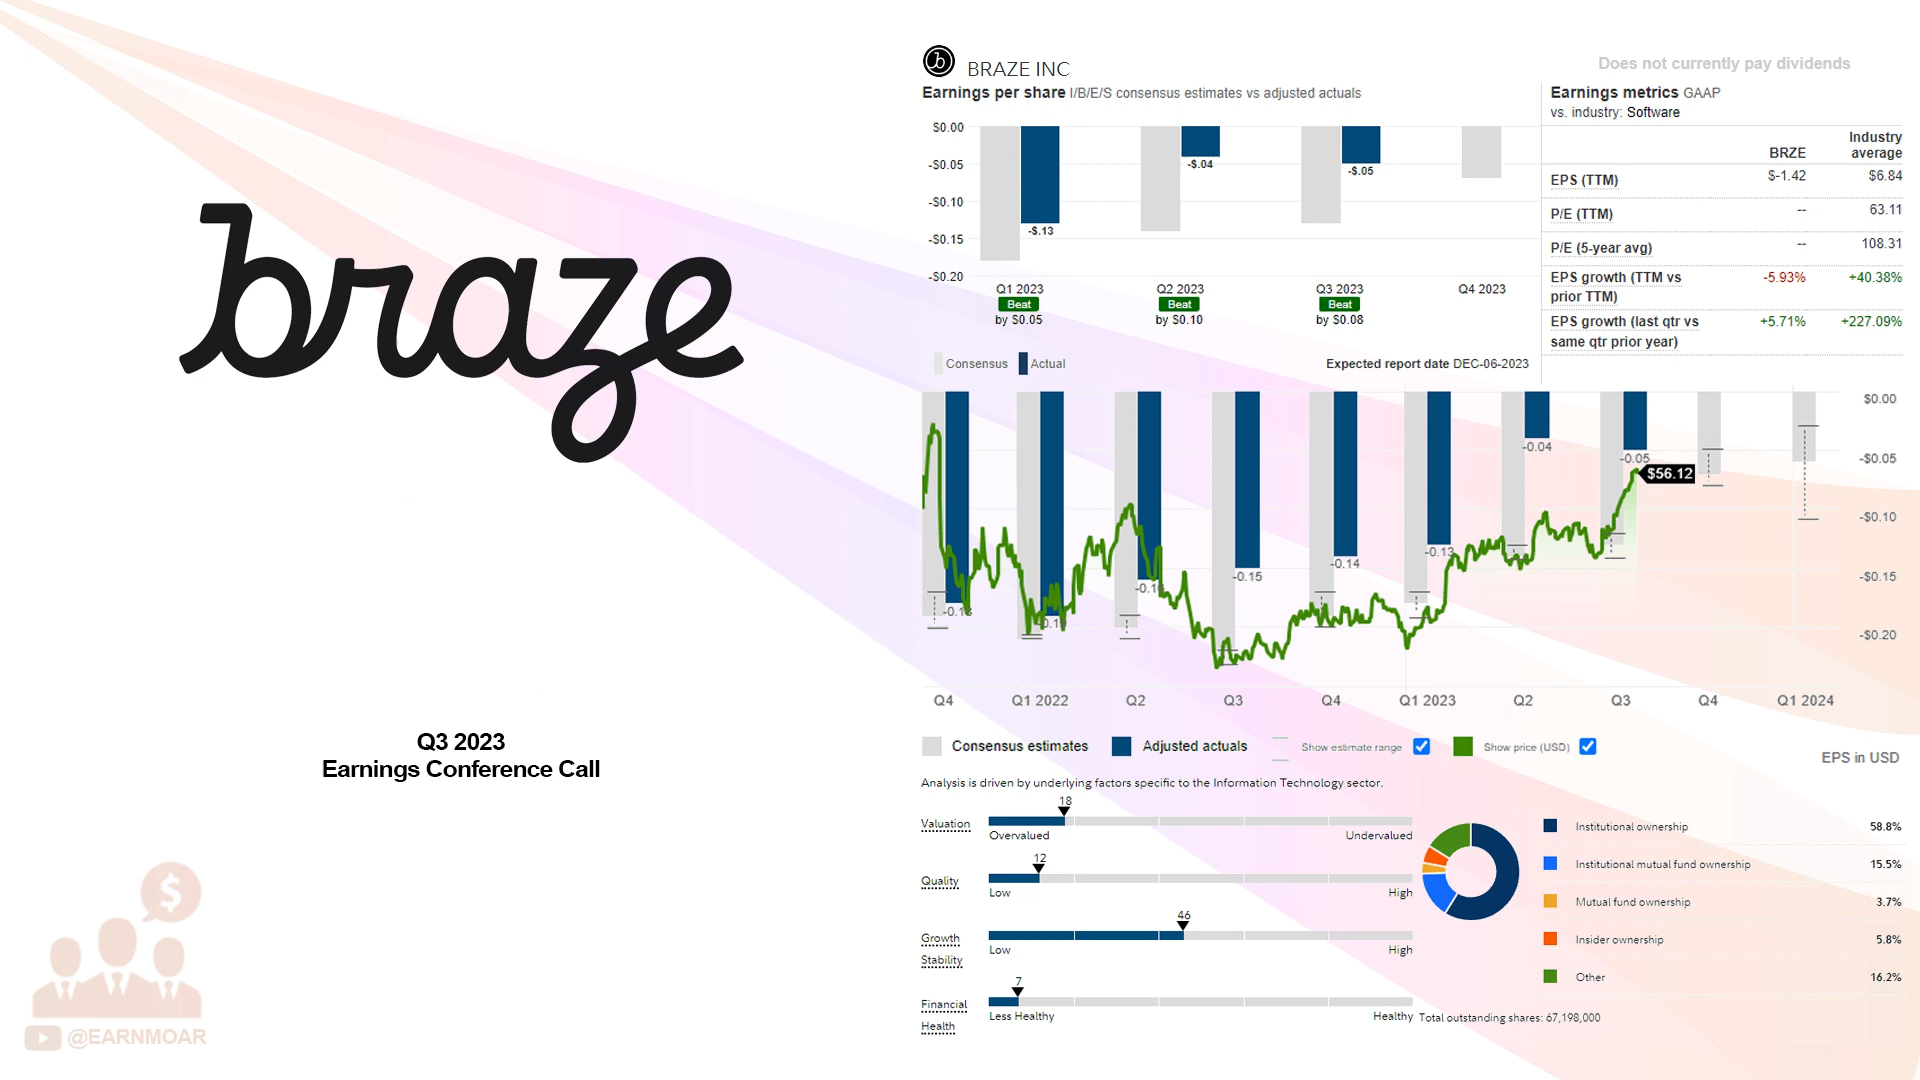 braze
Q3 2023
Earnings Conference Call
$
@EARNMOAR
b
BRAZE INC
Does not currently pay dividends
Earnings per share I/B/E/S consensus estimates vs adjusted actuals
$0.00
-$0.05
-$0.10
-$0.15
-$0.20
-$.13
-$.04
-$.05
Q1 2023
Beat
by $0.05
Q2 2023
Beat
by $0.10
Q3 2023
Beat
by $0.08
Q4 2023
Consensus
Actual
Expected report date DEC-06-2023
Earnings metrics GAAP
vs. industry: Software
BRZE
Industry
average
EPS (TTM) $-1.42 $6.84
P/E (TTM) -- 63.11
P/E (5-year avg) -- 108.31
EPS growth (TTM vs
prior TTM) -5.93% +40.38%
EPS growth (last qtr vs
same qtr prior year) +5.71% +227.09%
$0.00
-$0.05
-$0.10
-$0.15
-$0.20
-0.15
-0.14
-0.13
-0.04
-0.05
$56.12
Q4 Q1 2022 Q2 Q3 Q4 Q1 2023 Q2 Q3 Q4 Q1 2024
Consensus estimates Adjusted actuals Show estimate range Show price (USD)
EPS in USD
Analysis is driven by underlying factors specific to the Information Technology sector.
18
Valuation
Overvalued Undervalued
12
Quality
Low High
46
Growth
Stability
Low High
7
Financial
Health
Less Healthy Healthy
Institutional ownership 58.8%
Institutional mutual fund ownership 15.5%
Mutual fund ownership 3.7%
Insider ownership 5.8%
Other 16.2%
Total outstanding shares: 67,198,000